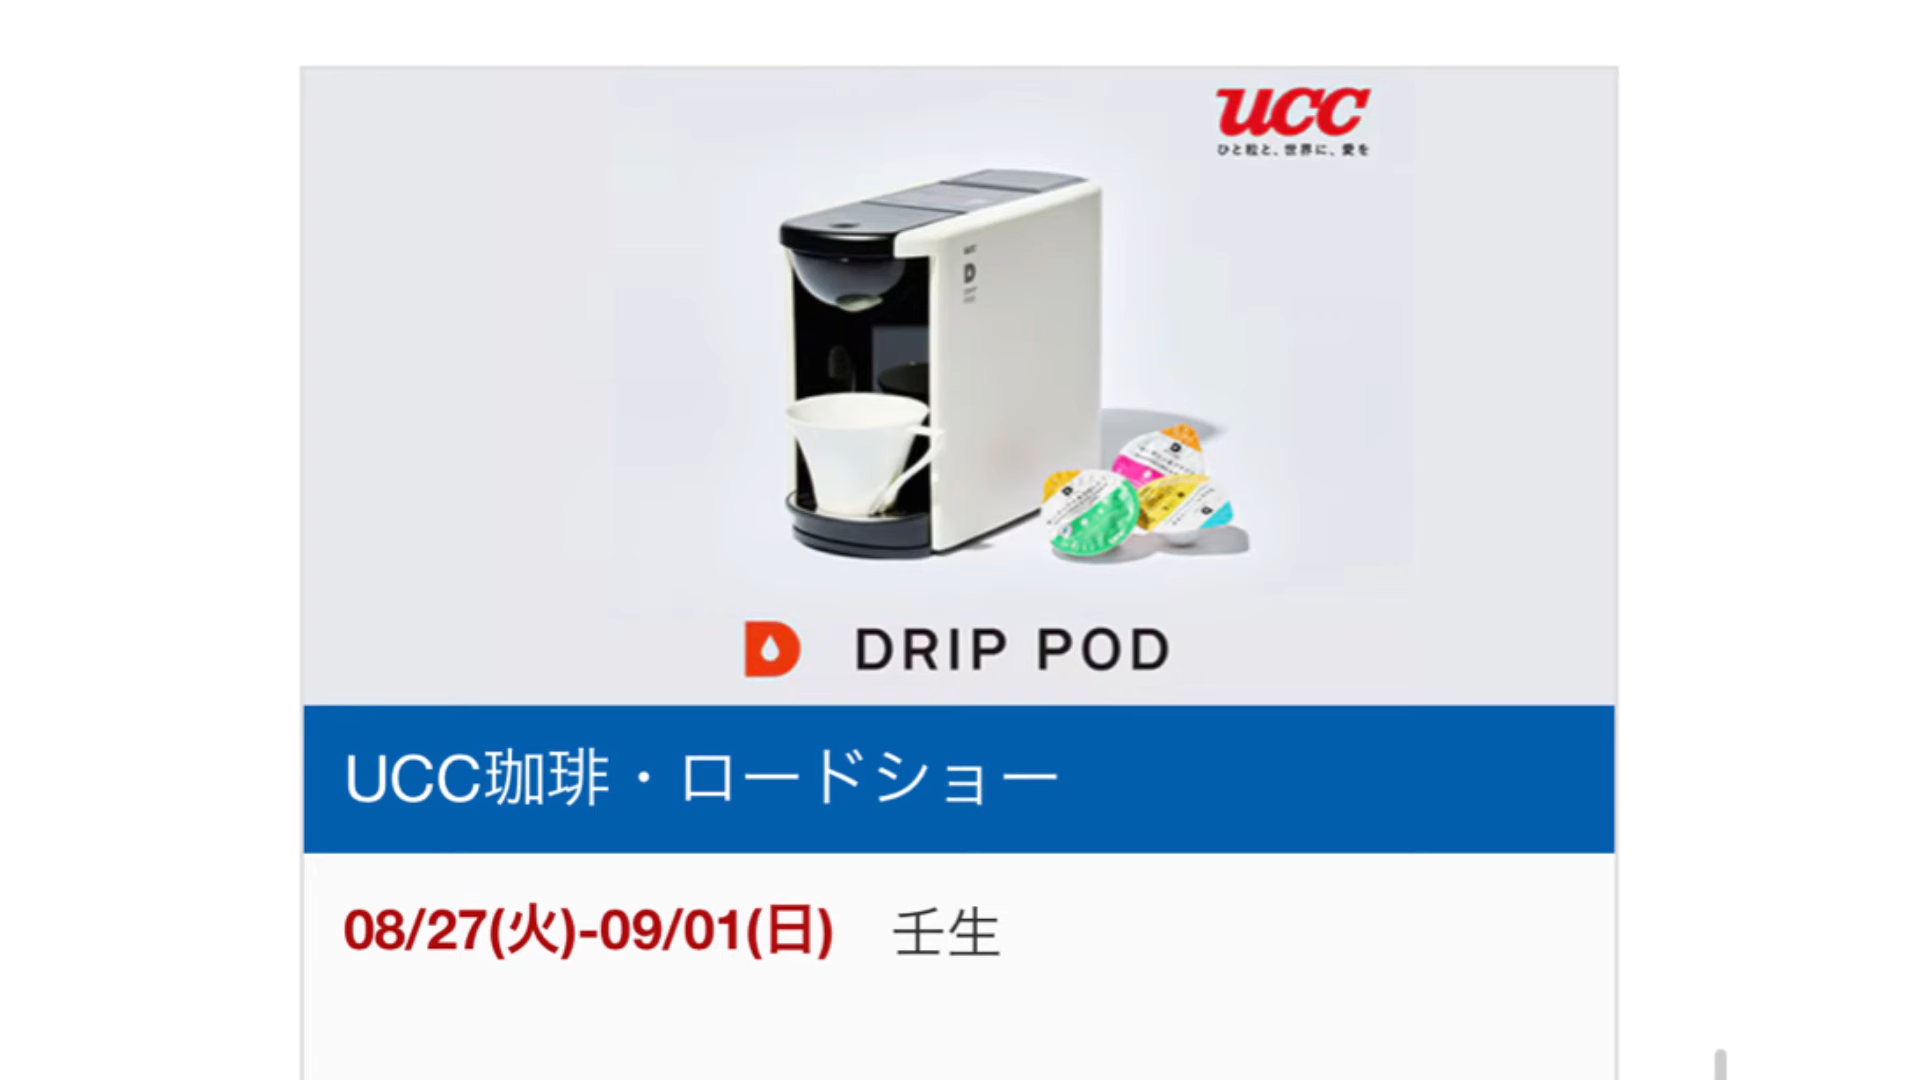 ucc
ひと粒と、世界に、愛を
D
DRIP POD
UCC珈琲・ロードショー
08/27(火)-09/01(日) 壬生